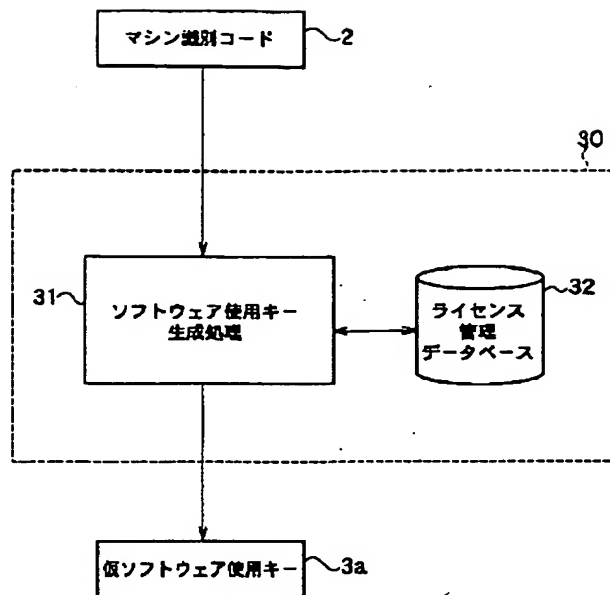 マシン識別コード
2
30
31
ソフトウェア使用キー
生成処理
ライセンス
管理
データベース
32
仮ソフトウェア使用キー
3a